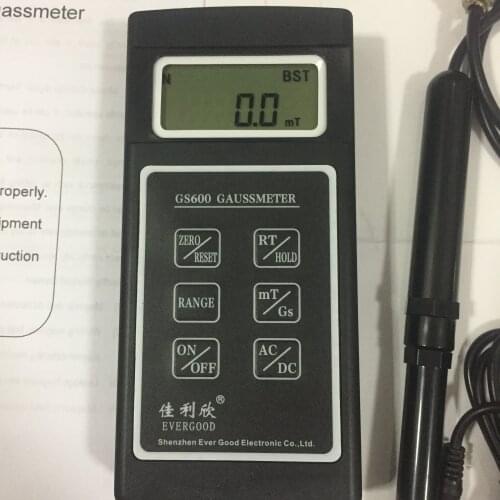 aussmeter
roperly.
ipment
ruction
N
BST
0.0 mT
GS600 GAUSSMETER
ZERO/RESET
RT/HOLD
RANGE
mT/Gs
ON/OFF
AC/DC
佳利欣®
EVERGOOD
Shenzhen Ever Good Electronic Co.,Ltd.